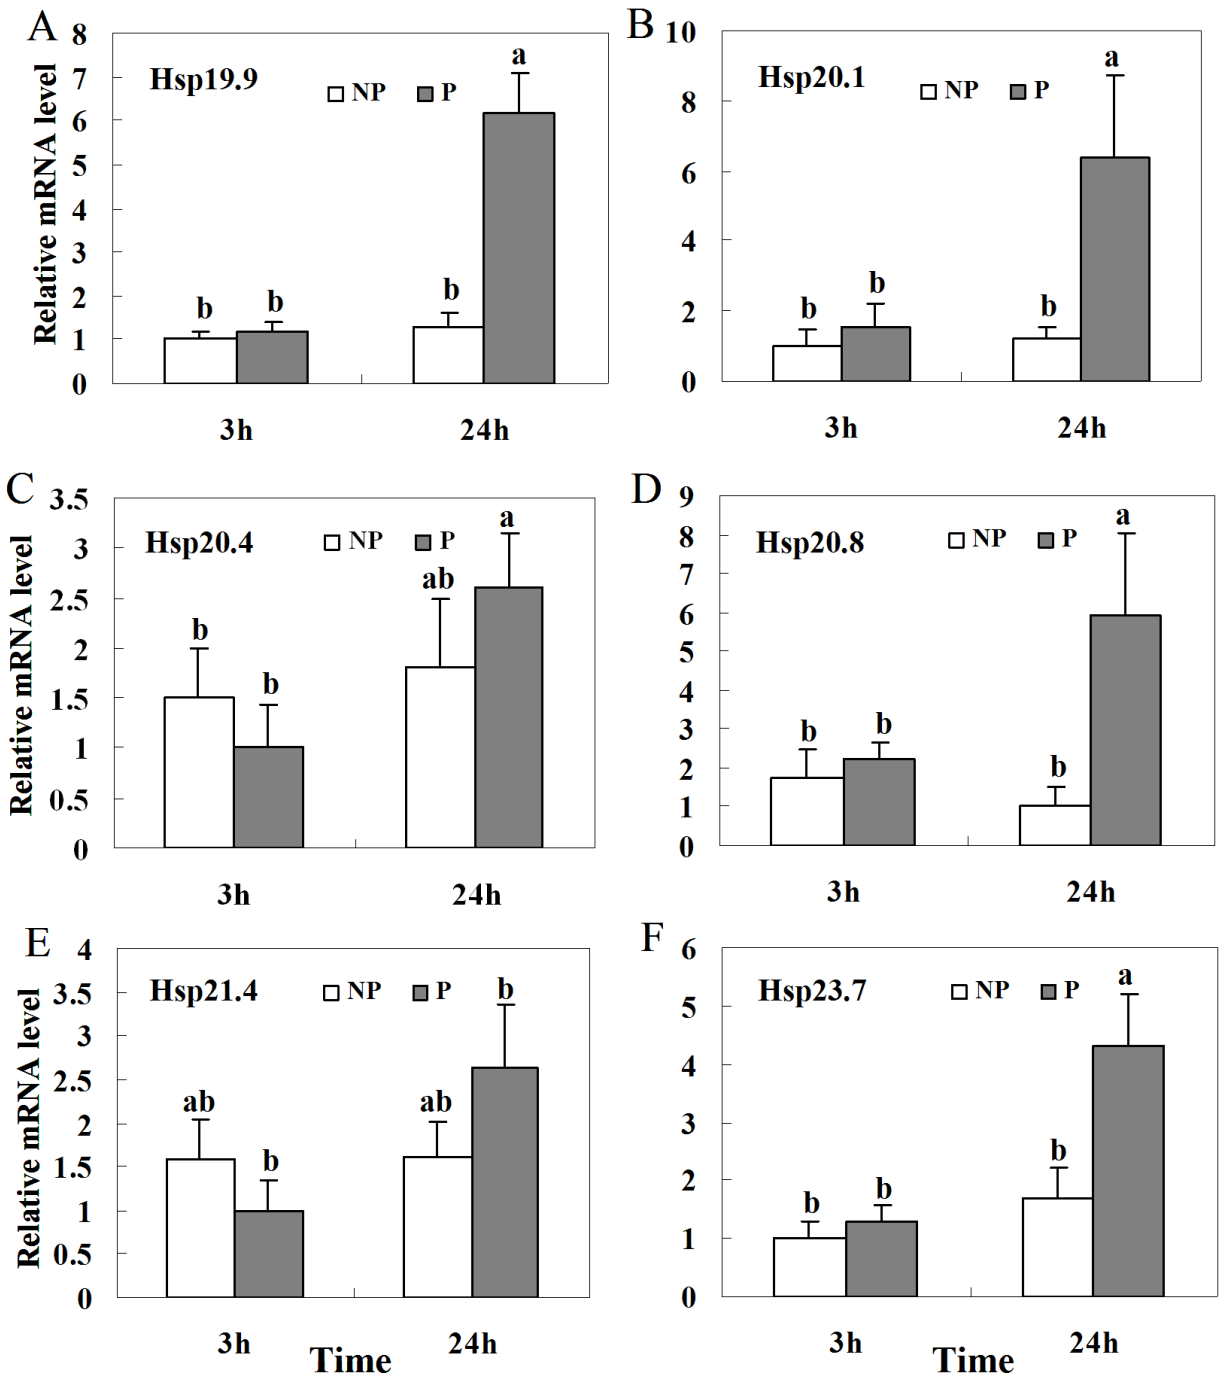 A
Relative mRNA level
8
7
6
5
4
3
2
1
0
Hsp19.9
NP P
b
b
b
a
3h 24h
B
10
8
6
4
2
0
Hsp20.1
NP P
b
b
b
a
3h 24h
C
Relative mRNA level
3.5
3
2.5
2
1.5
1
0.5
0
Hsp20.4
NP P
b
b
ab
a
3h 24h
D
9
8
7
6
5
4
3
2
1
0
Hsp20.8
NP P
b
b
b
a
3h 24h
E
Relative mRNA level
4
3.5
3
2.5
2
1.5
1
0.5
0
Hsp21.4
NP P
ab
b
ab
b
3h 24h
Time
F
6
5
4
3
2
1
0
Hsp23.7
NP P
b
b
b
a
3h 24h
Time